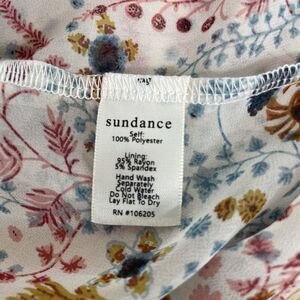 sundance
Self:
100% Polyester
Lining:
95% Rayon
5% Spandex
Hand Wash
Separately
Cold Water
Do Not Bleach
Lay Flat To Dry
RN #106205